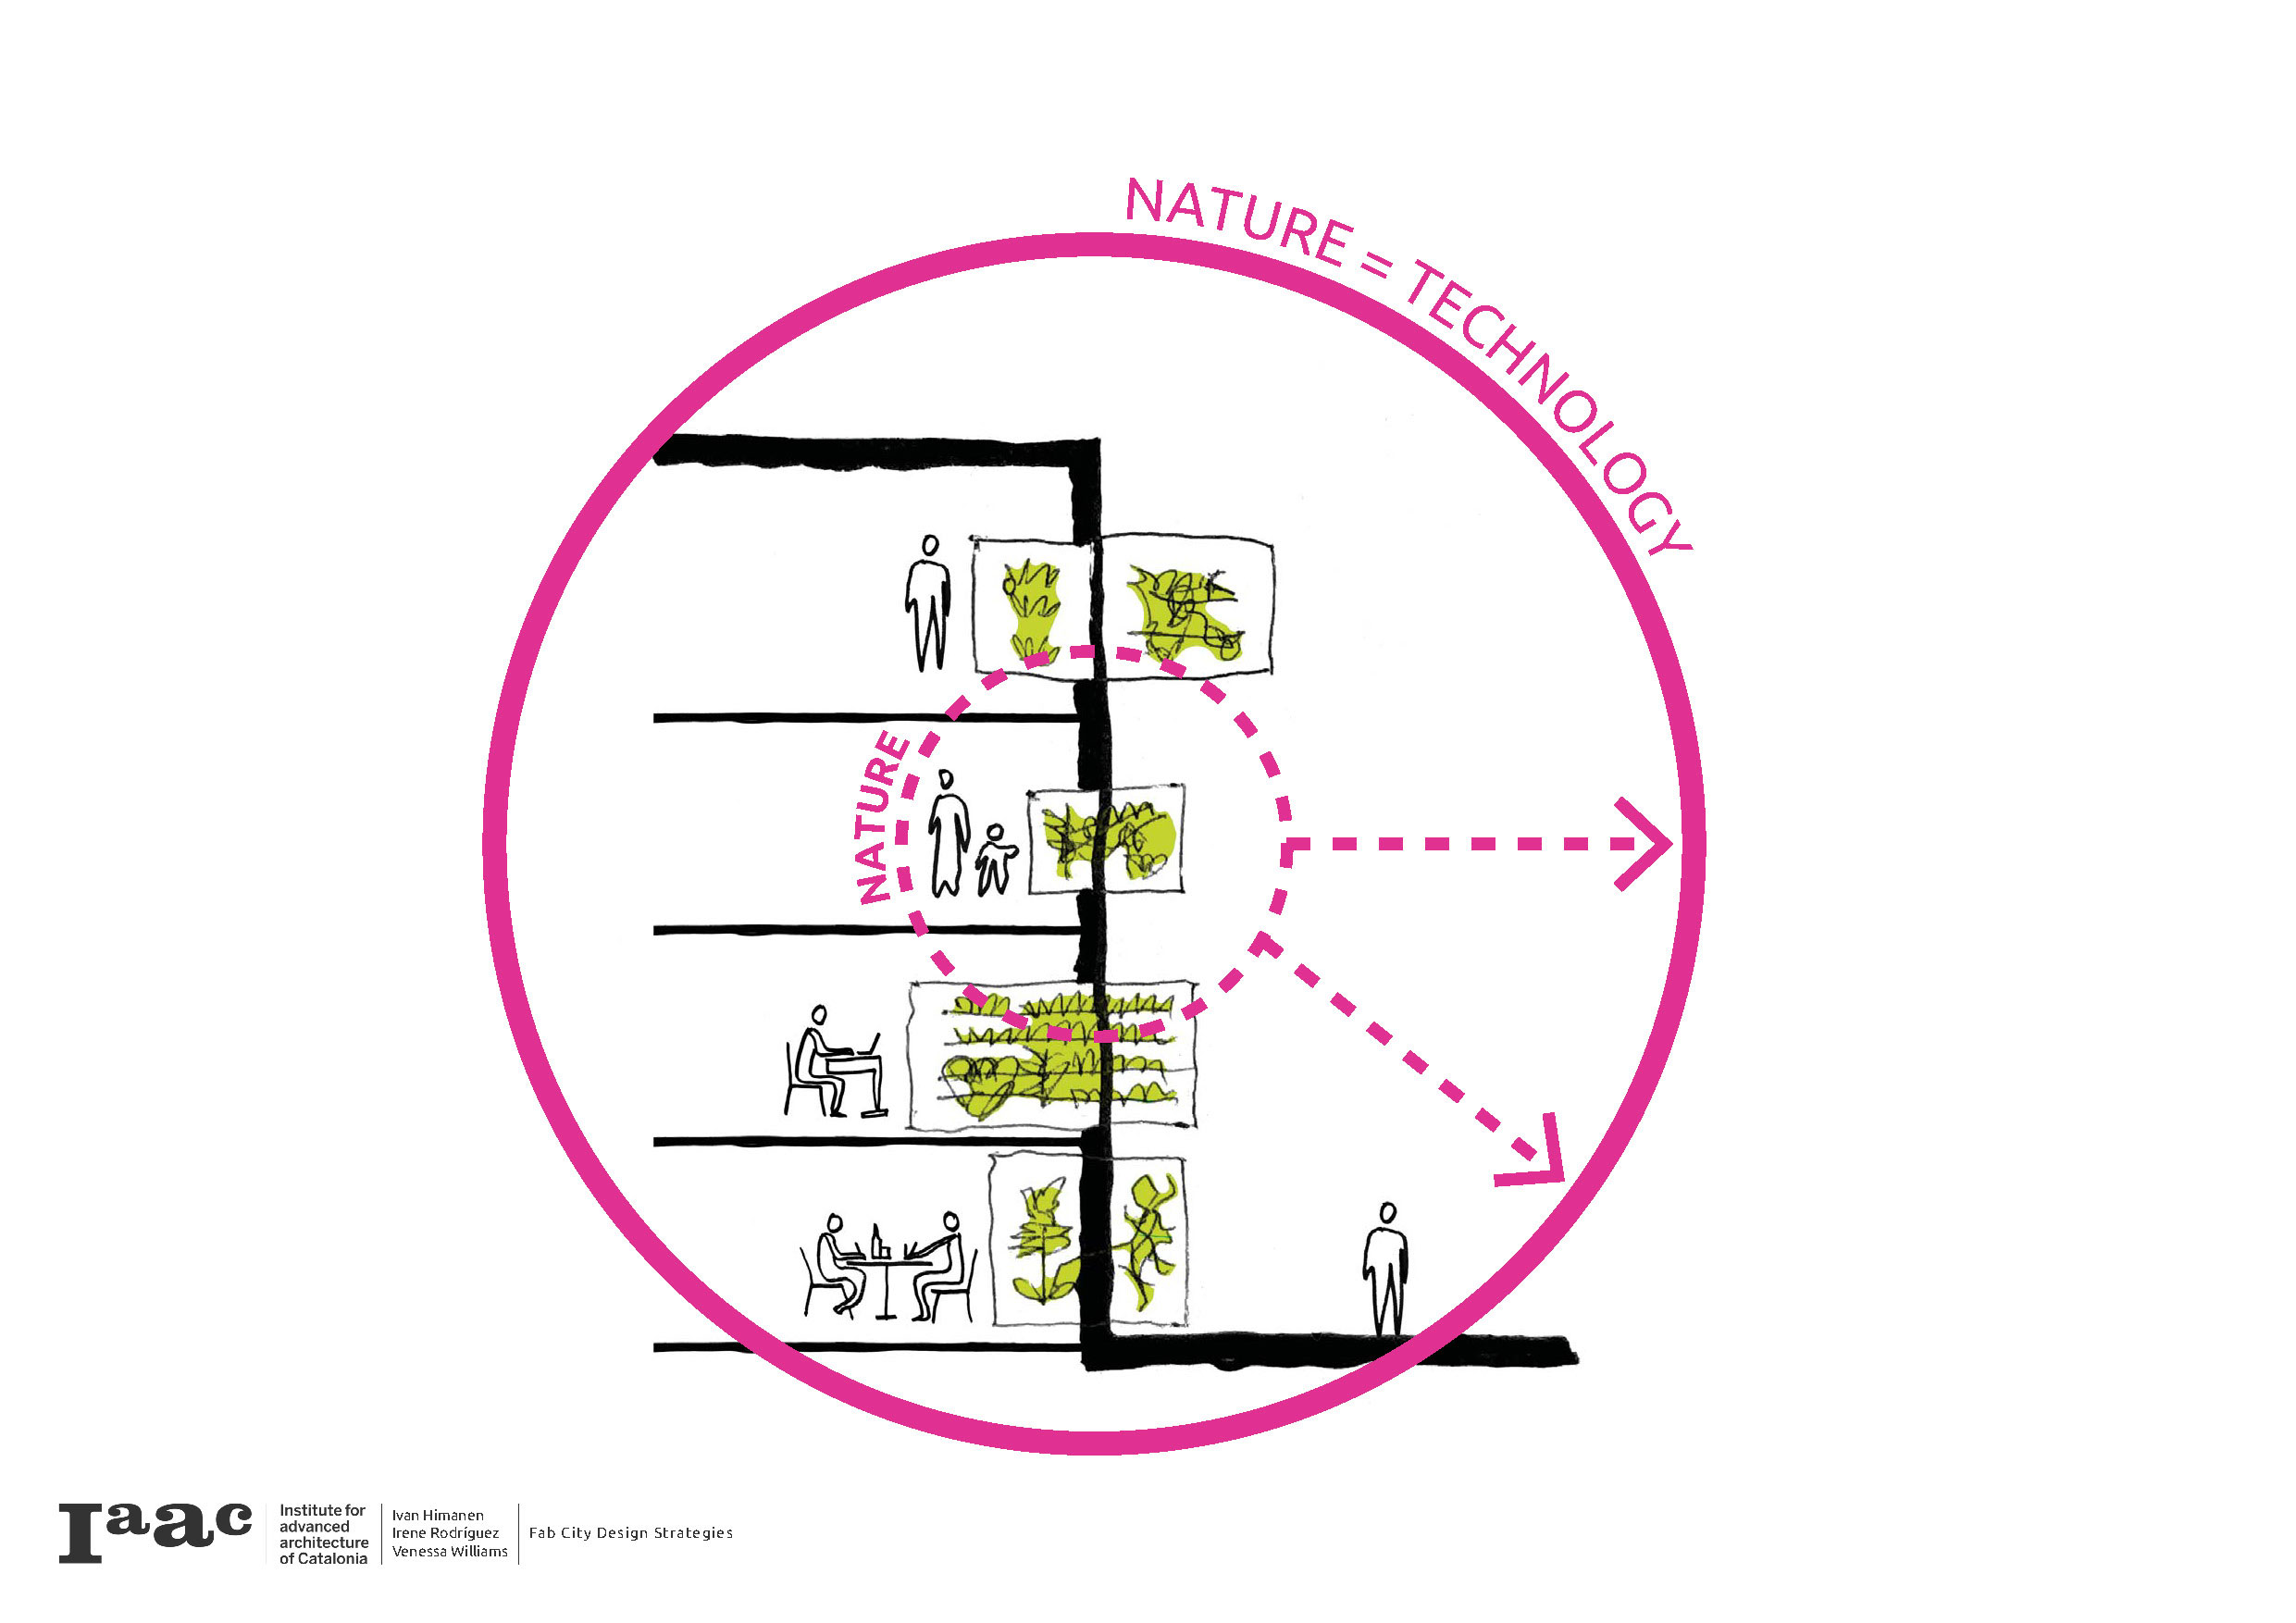 NATURE = TECHNOLOGY
NATURE
Iaac
Institute for
advanced
architecture
of Catalonia
Ivan Himanen
Irene Rodríguez
Venessa Williams
Fab City Design Strategies